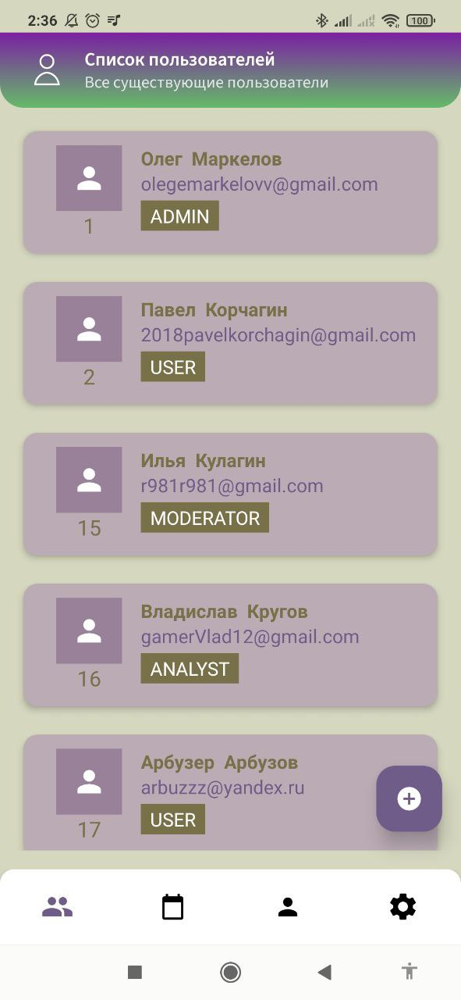 2:36
100
Список пользователей
Все существующие пользователи
Олег Маркелов
olegemarkelovv@gmail.com
ADMIN
1
Павел Корчагин
2018pavelkorchagin@gmail.com
USER
2
Илья Кулагин
r981r981@gmail.com
MODERATOR
15
Владислав Кругов
gamerVlad12@gmail.com
ANALYST
16
Арбузер Арбузов
arbuzzz@yandex.ru
USER
17